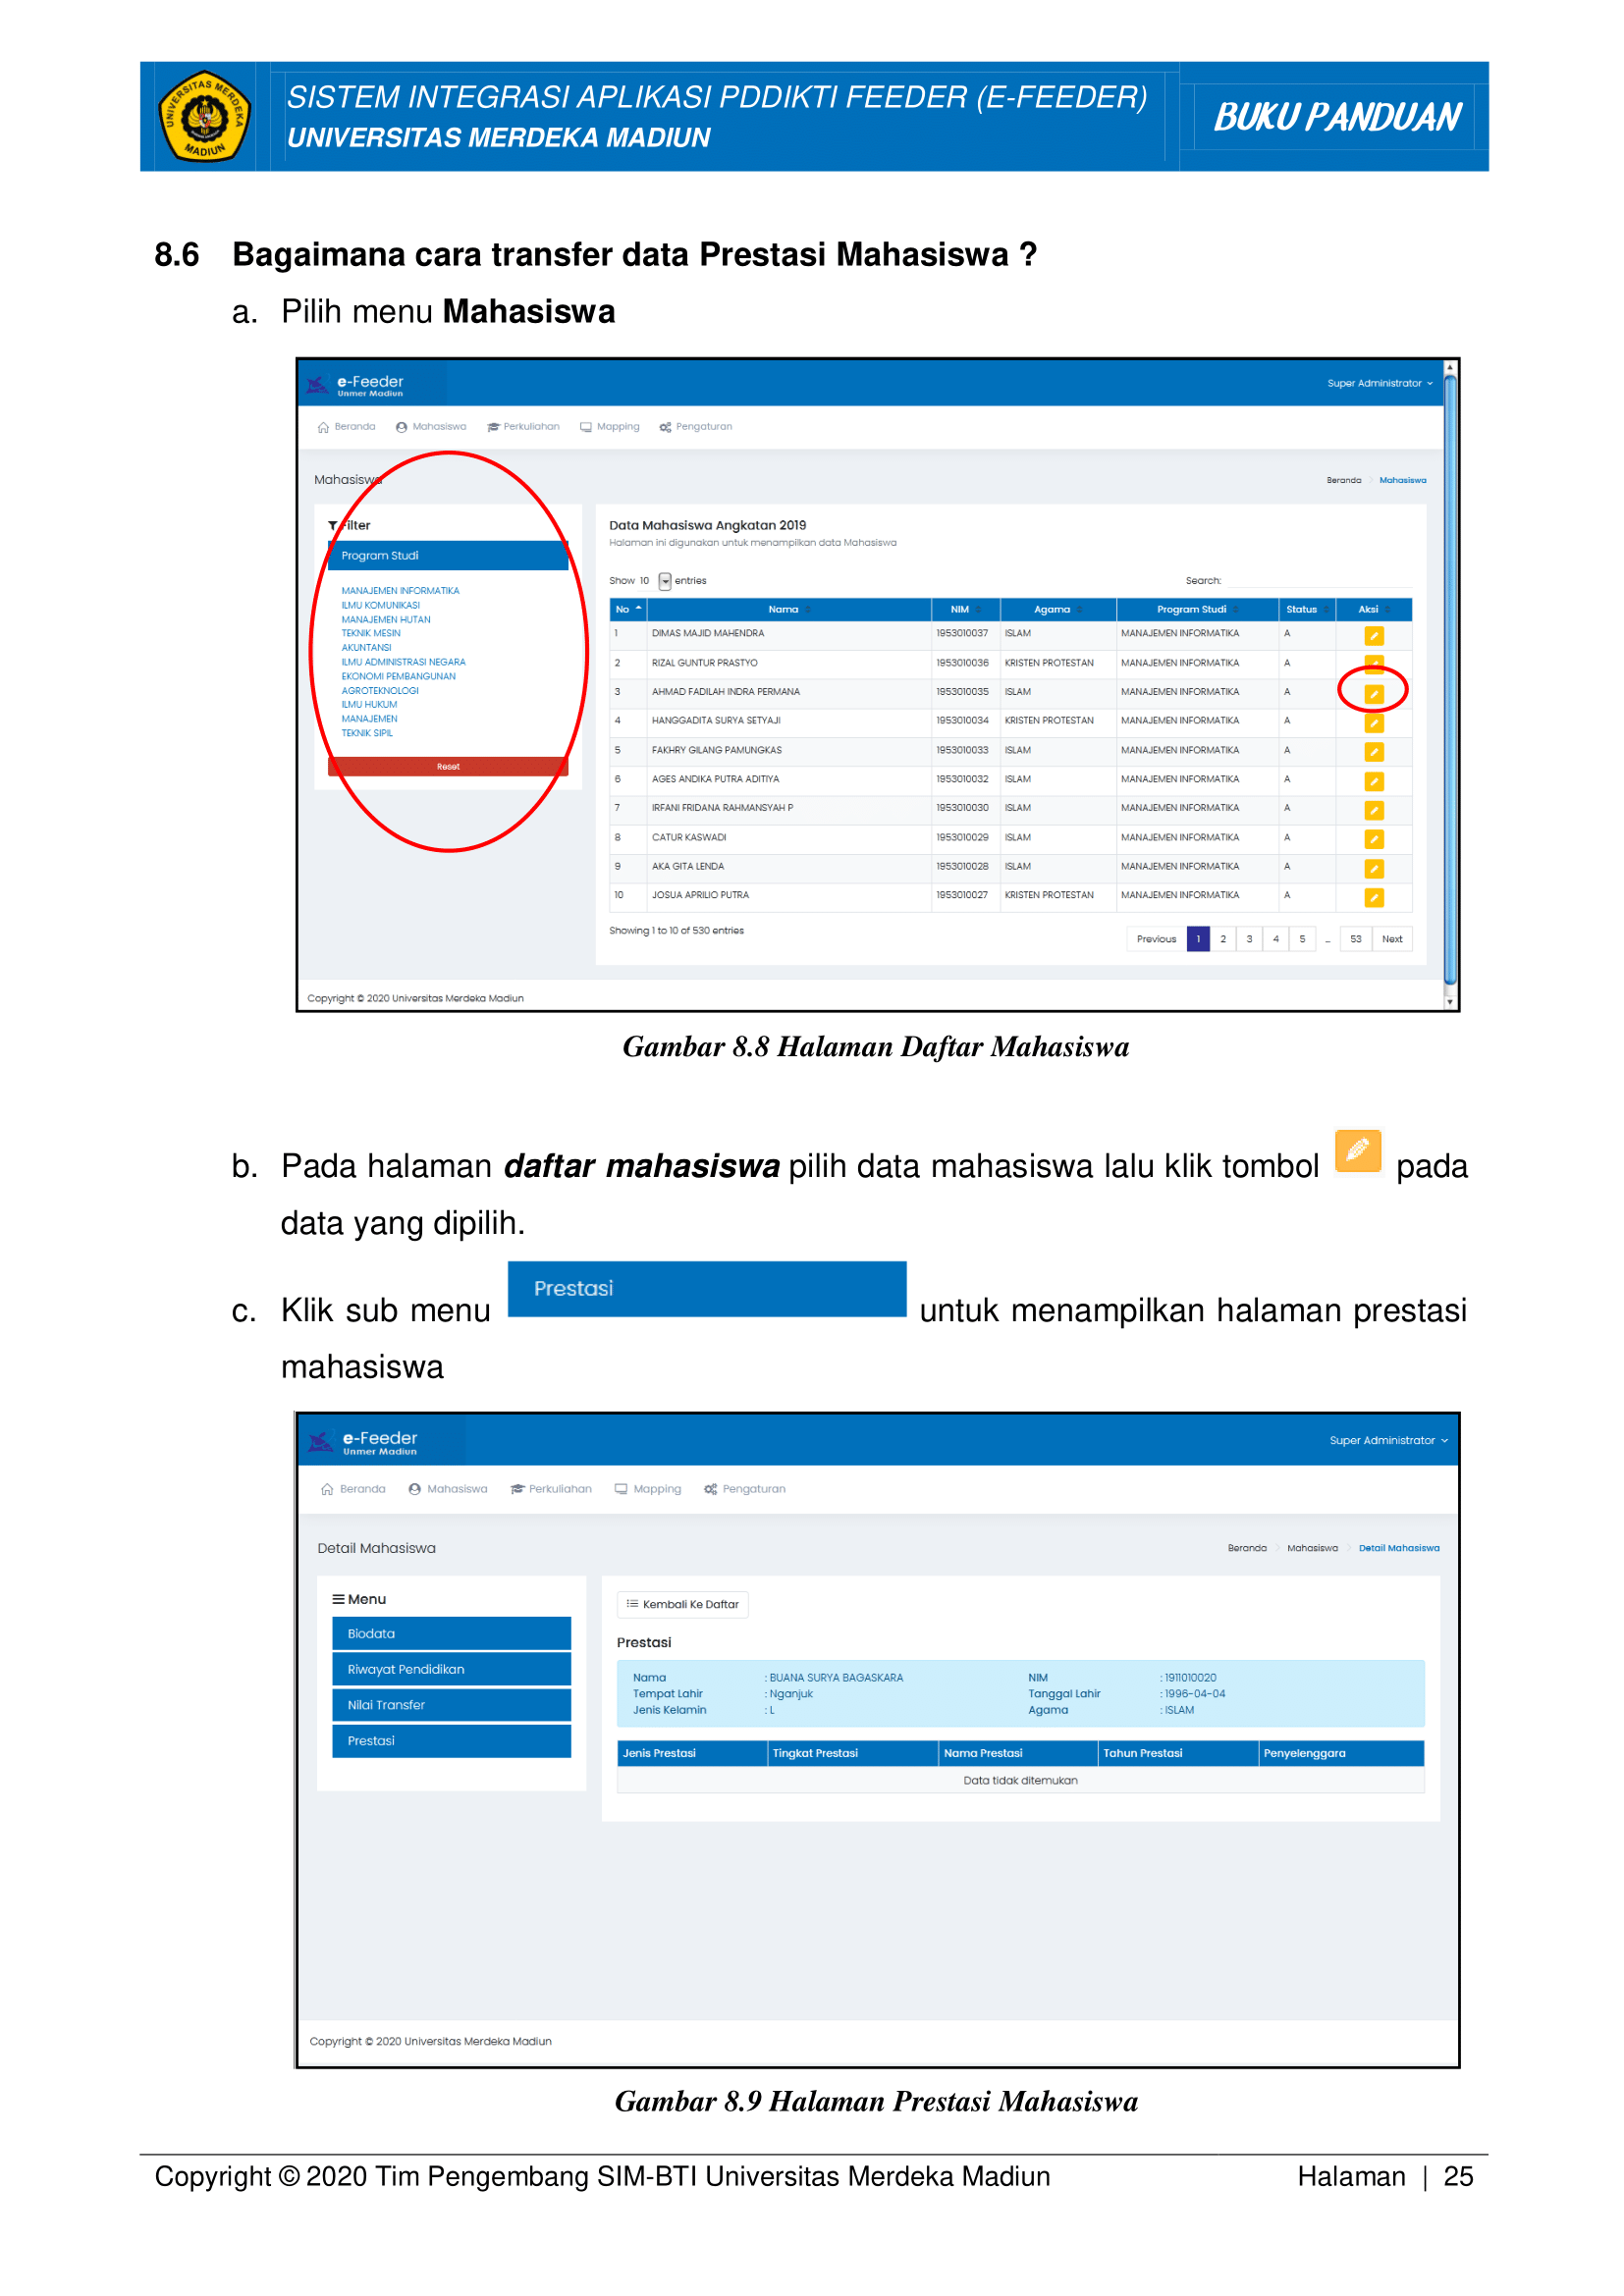 UNIVERSITAS MERDEKA
MADIUN
SISTEM INTEGRASI APLIKASI PDDIKTI FEEDER (E-FEEDER)
UNIVERSITAS MERDEKA MADIUN
BUKU PANDUAN
8.6 Bagaimana cara transfer data Prestasi Mahasiswa ?
a. Pilih menu Mahasiswa
e-Feeder
Unmer Madiun
Super Administrator
Beranda Mahasiswa Perkuliahan Mapping Pengaturan
Mahasiswa
Beranda Mahasiswa
Filter
Program Studi
MANAJEMEN INFORMATIKA
ILMU KOMUNIKASI
MANAJEMEN HUTAN
TEKNIK MESIN
AKUNTANSI
ILMU ADMINISTRASI NEGARA
EKONOMI PEMBANGUNAN
AGROTEKNOLOGI
ILMU HUKUM
MANAJEMEN
TEKNIK SIPIL
Reset
Data Mahasiswa Angkatan 2019
Halaman ini digunakan untuk menampilkan data Mahasiswa
Show 10 entries Search:
No Nama NIM Agama Program Studi Status Aksi
1 DIMAS MAJID MAHENDRA 1953010037 ISLAM MANAJEMEN INFORMATIKA A
2 RIZAL GUNTUR PRASTYO 1953010036 KRISTEN PROTESTAN MANAJEMEN INFORMATIKA A
3 AHMAD FADILAH INDRA PERMANA 1953010035 ISLAM MANAJEMEN INFORMATIKA A
4 HANGGADITA SURYA SETYAJI 1953010034 KRISTEN PROTESTAN MANAJEMEN INFORMATIKA A
5 FAKHRY GILANG PAMUNGKAS 1953010033 ISLAM MANAJEMEN INFORMATIKA A
6 AGES ANDIKA PUTRA ADITIYA 1953010032 ISLAM MANAJEMEN INFORMATIKA A
7 IRFANI FRIDANA RAHMANSYAH P 1953010030 ISLAM MANAJEMEN INFORMATIKA A
8 CATUR KASWADI 1953010029 ISLAM MANAJEMEN INFORMATIKA A
9 AKA GITA LENDA 1953010028 ISLAM MANAJEMEN INFORMATIKA A
10 JOSUA APRILIO PUTRA 1953010027 KRISTEN PROTESTAN MANAJEMEN INFORMATIKA A
Showing 1 to 10 of 530 entries
Previous 1 2 3 4 5 … 53 Next
Copyright © 2020 Universitas Merdeka Madiun
Gambar 8.8 Halaman Daftar Mahasiswa
b. Pada halaman daftar mahasiswa pilih data mahasiswa lalu klik tombol pada
data yang dipilih.
c. Klik sub menu Prestasi untuk menampilkan halaman prestasi
mahasiswa
e-Feeder
Unmer Madiun
Super Administrator
Beranda Mahasiswa Perkuliahan Mapping Pengaturan
Detail Mahasiswa
Beranda Mahasiswa Detail Mahasiswa
Menu
Biodata
Riwayat Pendidikan
Nilai Transfer
Prestasi
Kembali Ke Daftar
Prestasi
Nama : BUANA SURYA BAGASKARA NIM : 1911010020
Tempat Lahir : Nganjuk Tanggal Lahir : 1996-04-04
Jenis Kelamin : L Agama : ISLAM
Jenis Prestasi Tingkat Prestasi Nama Prestasi Tahun Prestasi Penyelenggara
Data tidak ditemukan
Copyright © 2020 Universitas Merdeka Madiun
Gambar 8.9 Halaman Prestasi Mahasiswa
Copyright © 2020 Tim Pengembang SIM-BTI Universitas Merdeka Madiun Halaman | 25